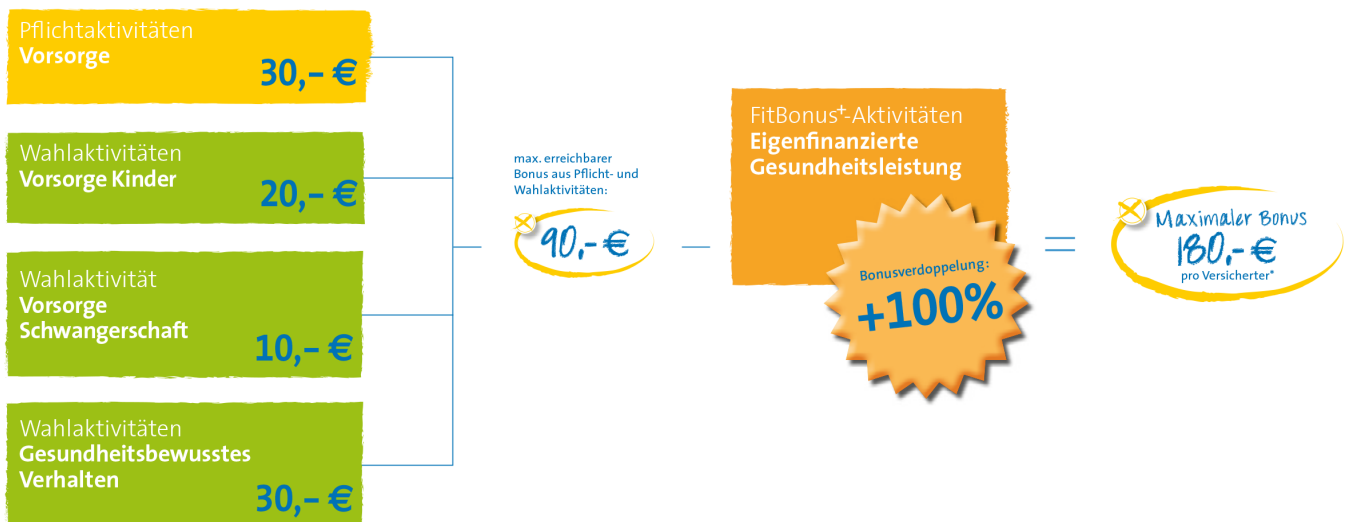 Pflichtaktivitäten
Vorsorge
30,– €
Wahlaktivitäten
Vorsorge Kinder
20,– €
Wahlaktivität
Vorsorge
Schwangerschaft
10,– €
Wahlaktivitäten
Gesundheitsbewusstes
Verhalten
30,– €
max. erreichbarer
Bonus aus Pflicht- und
Wahlaktivitäten:
90,- €
FitBonus⁺-Aktivitäten
Eigenfinanzierte
Gesundheitsleistung
Bonusverdoppelung:
+100%
=
Maximaler Bonus
180,- €
pro Versicherter*